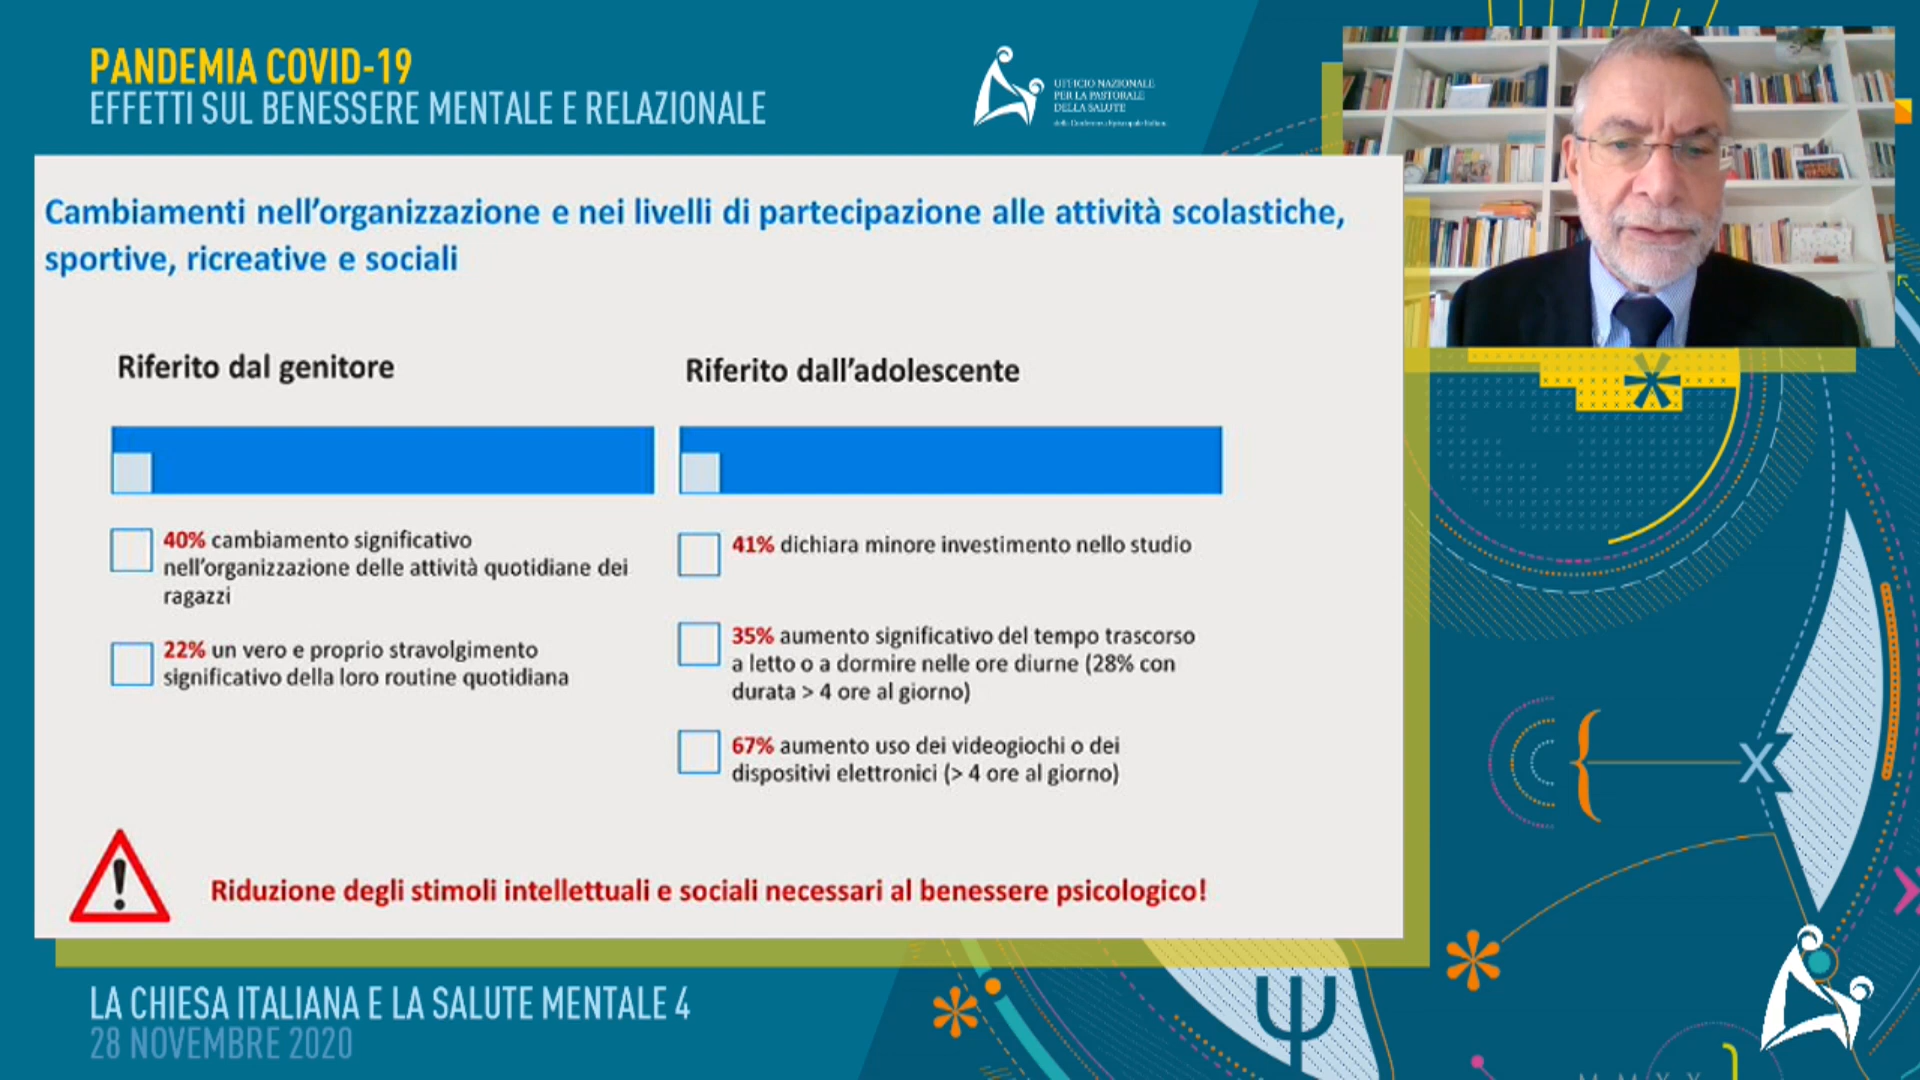 PANDEMIA COVID-19
EFFETTI SUL BENESSERE MENTALE E RELAZIONALE
UFFICIO NAZIONALE
PER LA PASTORALE
DELLA SALUTE
della Conferenza Episcopale Italiana
Cambiamenti nell'organizzazione e nei livelli di partecipazione alle attività scolastiche,
sportive, ricreative e sociali
Riferito dal genitore
40% cambiamento significativo
nell'organizzazione delle attività quotidiane dei
ragazzi
22% un vero e proprio stravolgimento
significativo della loro routine quotidiana
Riferito dall'adolescente
41% dichiara minore investimento nello studio
35% aumento significativo del tempo trascorso
a letto o a dormire nelle ore diurne (28% con
durata > 4 ore al giorno)
67% aumento uso dei videogiochi o dei
dispositivi elettronici (> 4 ore al giorno)
Riduzione degli stimoli intellettuali e sociali necessari al benessere psicologico!
LA CHIESA ITALIANA E LA SALUTE MENTALE 4
28 NOVEMBRE 2020